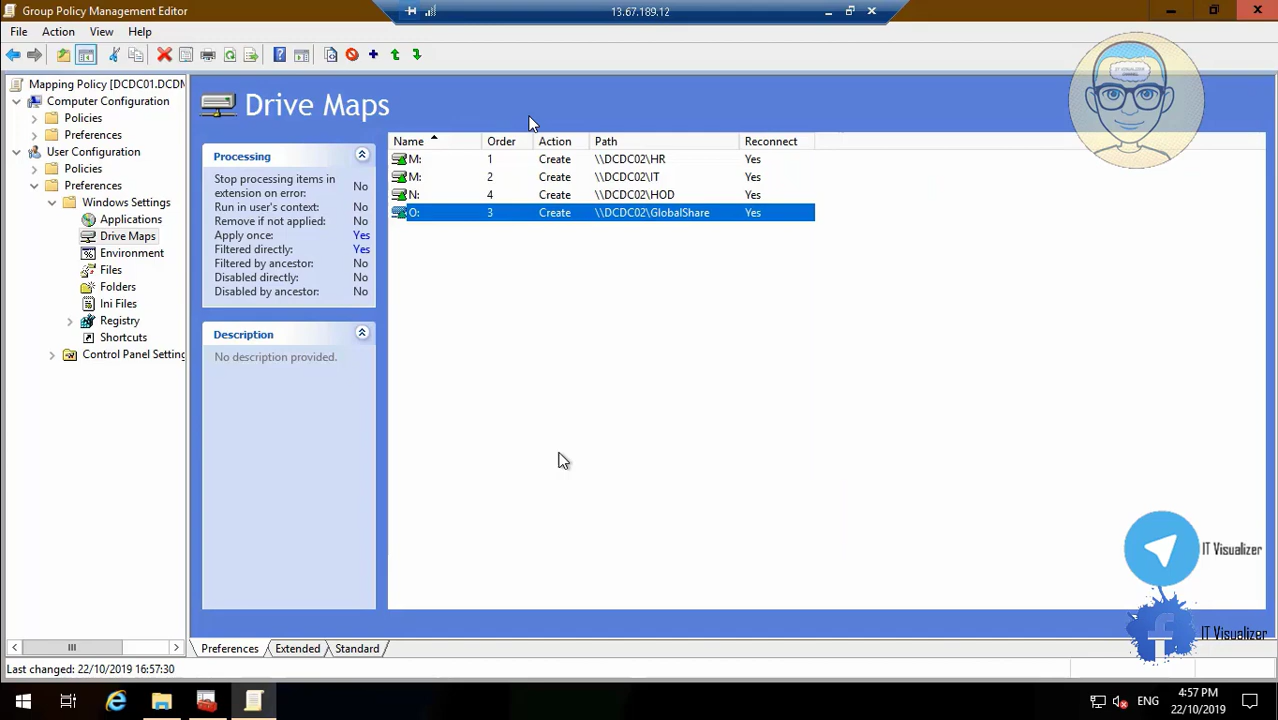 Group Policy Management Editor
13.67.189.12
File Action View Help
IT VISUALIZER
CHANNEL
Mapping Policy [DCDC01.DCDM
Computer Configuration
Policies
Preferences
User Configuration
Policies
Preferences
Windows Settings
Applications
Drive Maps
Environment
Files
Folders
Ini Files
Registry
Shortcuts
Control Panel Setting
Drive Maps
Processing
Stop processing items in extension on error: No
Run in user's context: No
Remove if not applied: No
Apply once: Yes
Filtered directly: Yes
Filtered by ancestor: No
Disabled directly: No
Disabled by ancestor: No
Description
No description provided.
Name Order Action Path Reconnect
M: 1 Create \\DCDC02\HR Yes
M: 2 Create \\DCDC02\IT Yes
N: 4 Create \\DCDC02\HOD Yes
O: 3 Create \\DCDC02\GlobalShare Yes
IT Visualizer
IT Visualizer
Preferences Extended Standard
Last changed: 22/10/2019 16:57:30
ENG
4:57 PM
22/10/2019